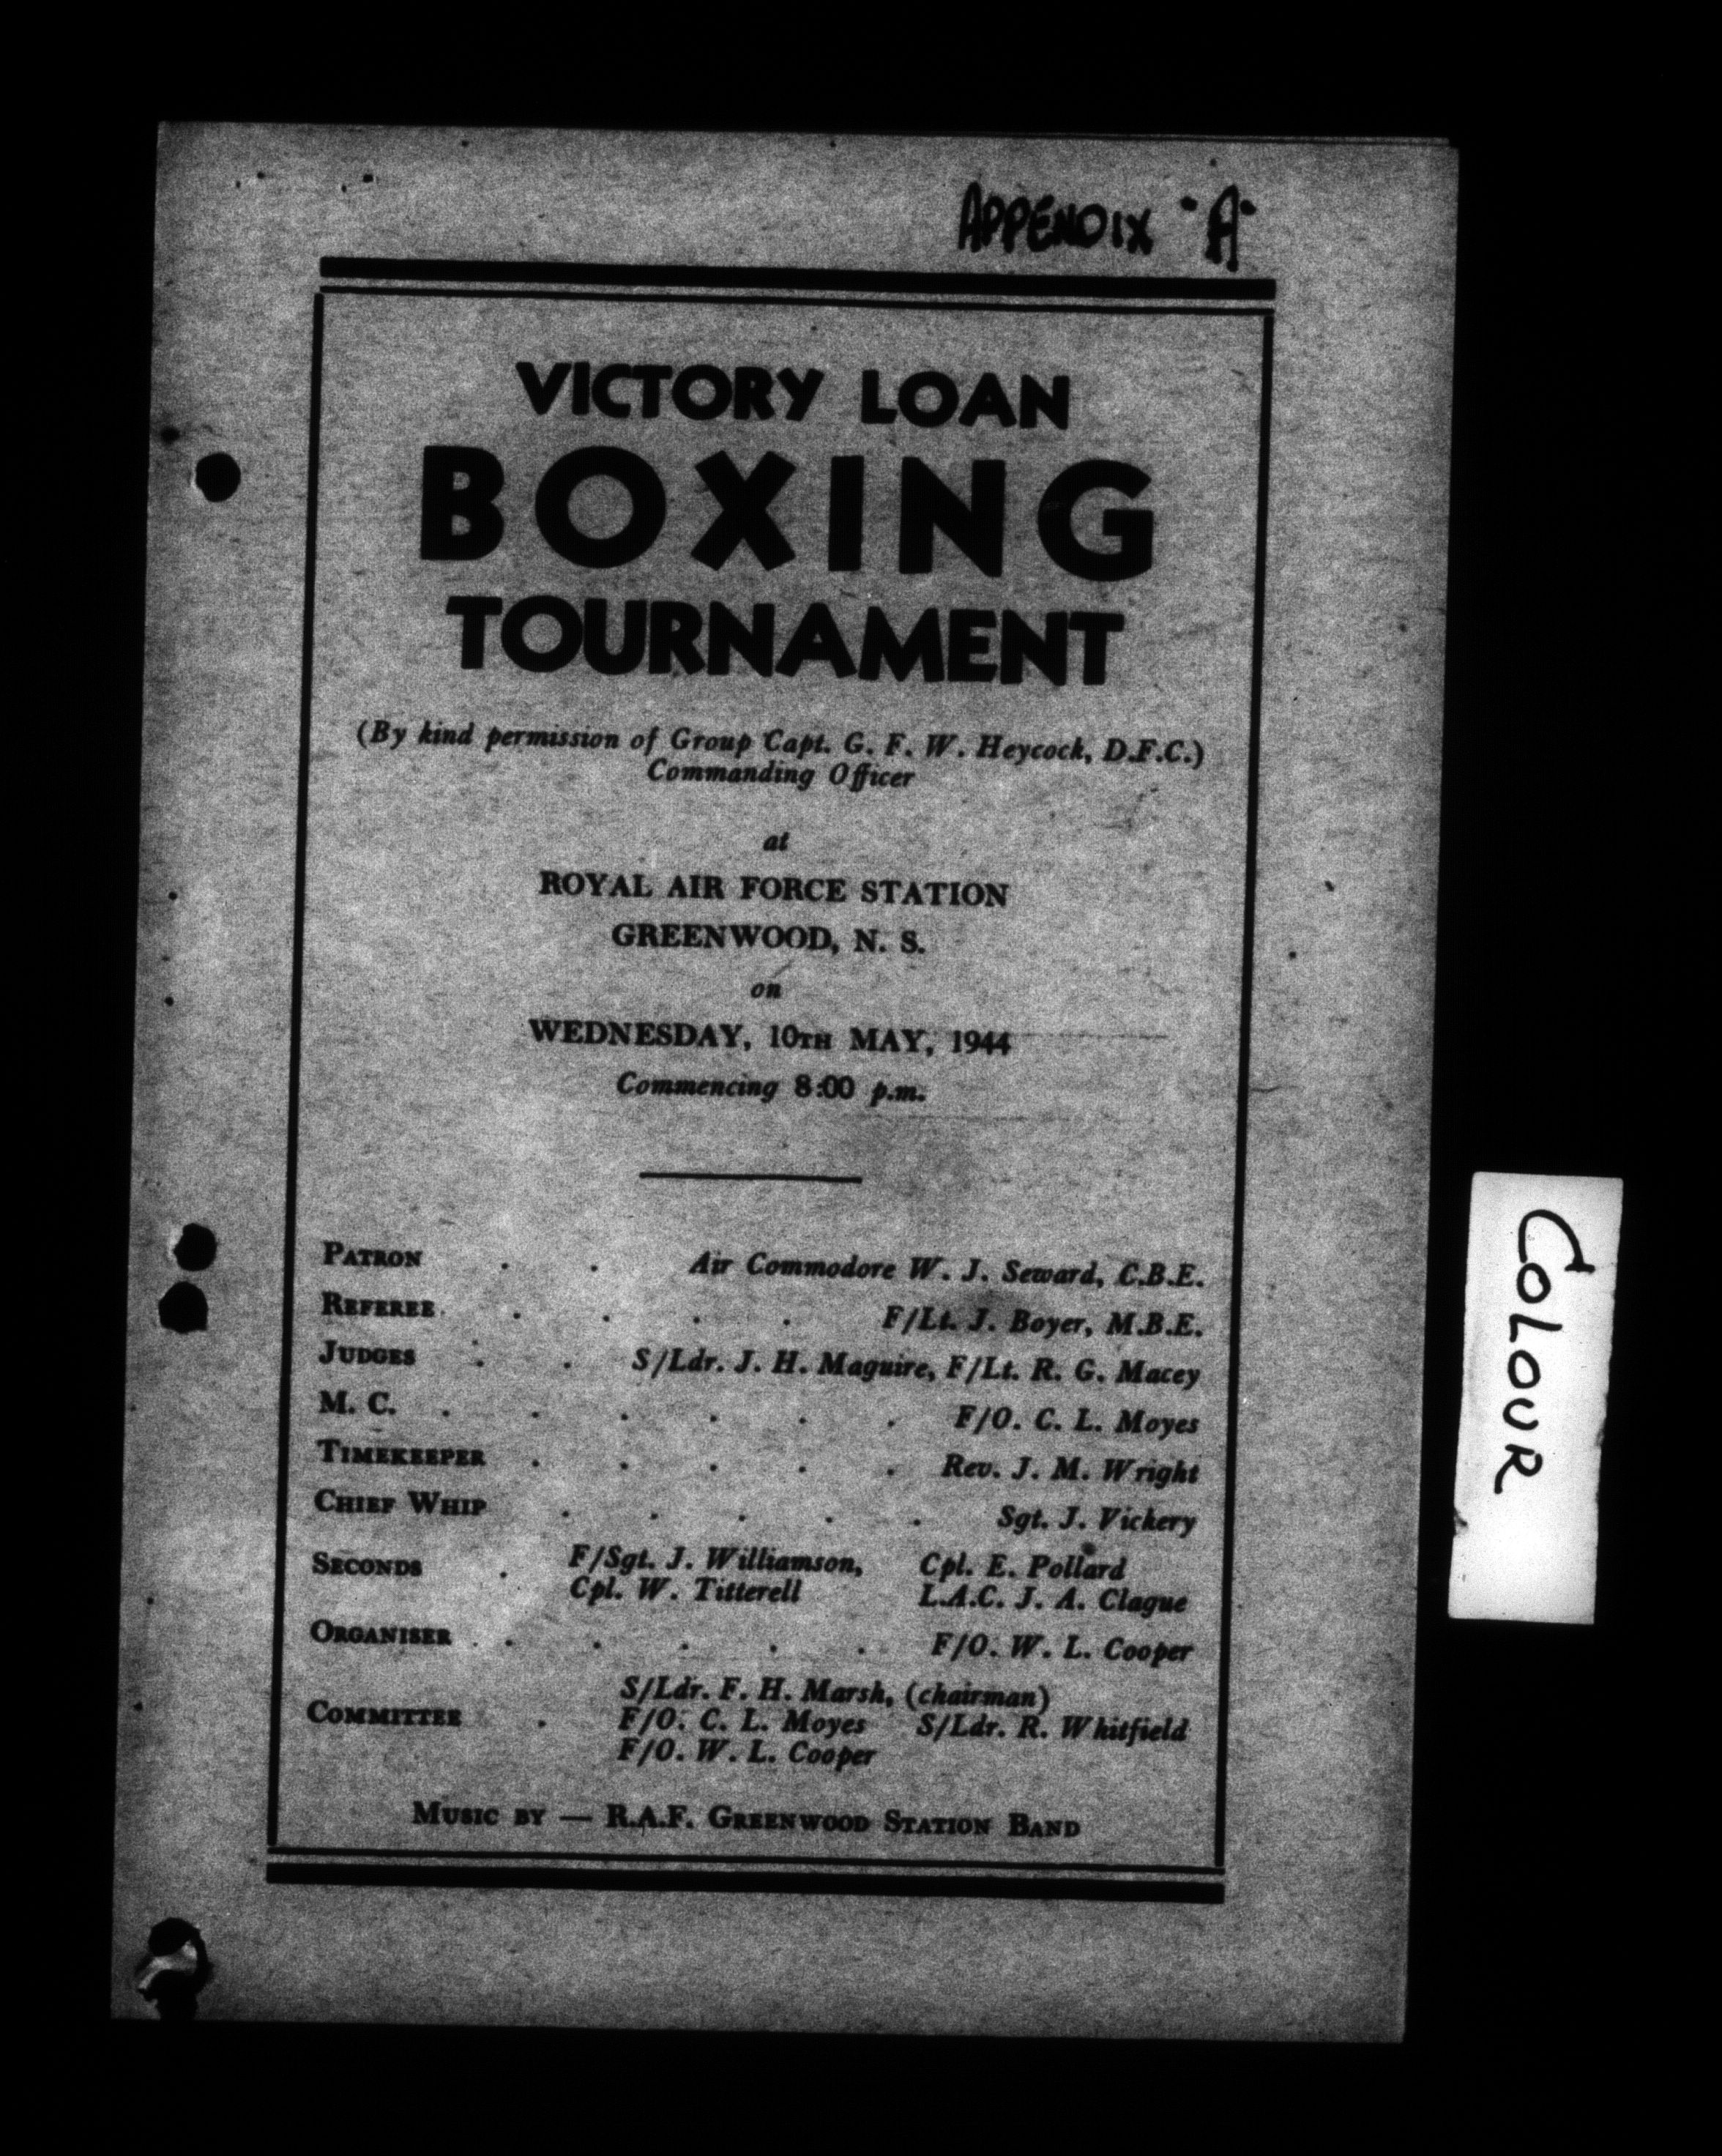 APPENDIX "A"
VICTORY LOAN
BOXING
TOURNAMENT
(By kind permission of Group Capt. G. F. W. Heycock, D.F.C.)
Commanding Officer
at
ROYAL AIR FORCE STATION
GREENWOOD, N. S.
on
WEDNESDAY, 10TH MAY, 1944
Commencing 8:00 p.m.
PATRON . . Air Commodore W. J. Seward, C.B.E.
REFEREE . . . . . F/Lt. J. Boyer, M.B.E.
JUDGES . . S/Ldr. J. H. Maguire, F/Lt. R. G. Macey
M. C. . . . . . . F/O. C. L. Moyes
TIMEKEEPER . . . . . Rev. J. M. Wright
CHIEF WHIP . . . . . Sgt. J. Vickery
SECONDS . F/Sgt. J. Williamson, Cpl. E. Pollard
Cpl. W. Titterell L.A.C. J. A. Clague
ORGANISER . . . . . . F/O. W. L. Cooper
S/Ldr. F. H. Marsh, (chairman)
COMMITTEE . F/O. C. L. Moyes S/Ldr. R. Whitfield
F/O. W. L. Cooper
MUSIC BY — R.A.F. GREENWOOD STATION BAND
COLOUR